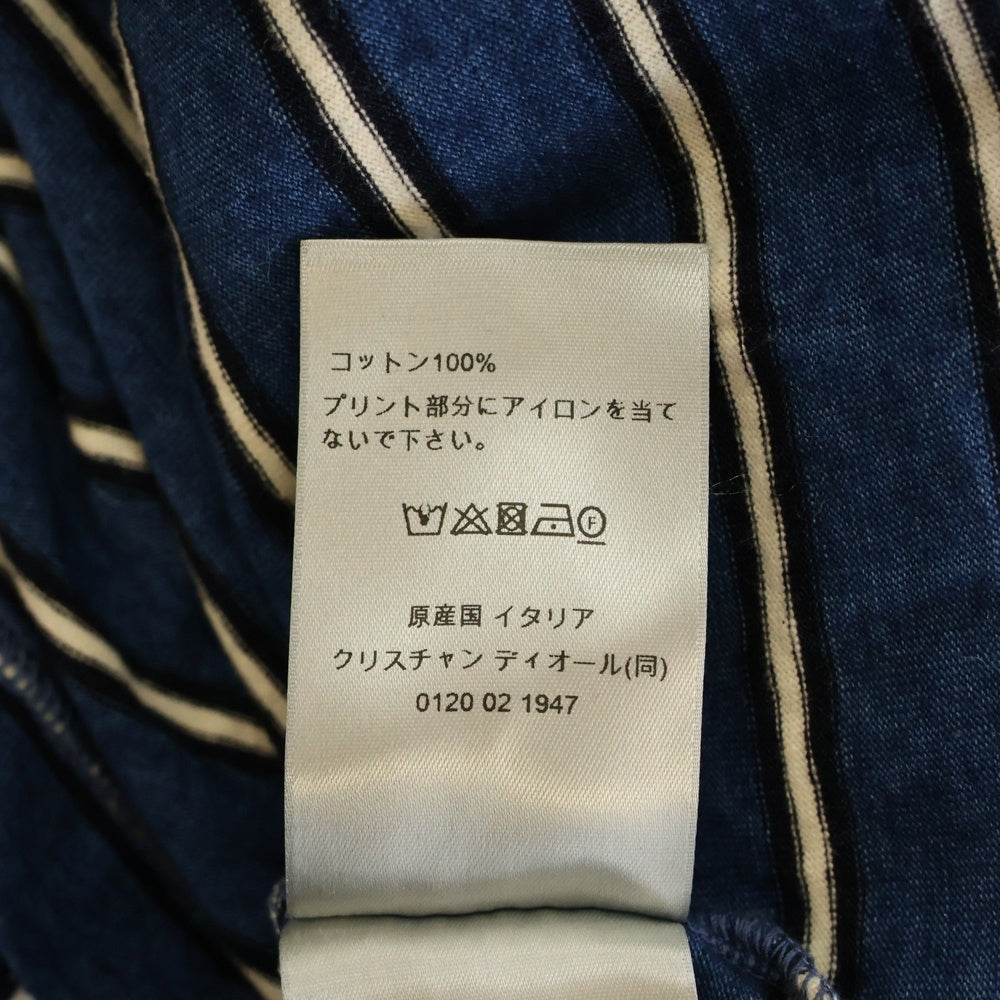 コットン100%
プリント部分にアイロンを当て
ないで下さい。
F
原産国 イタリア
クリスチャン ディオール(同)
0120 02 1947